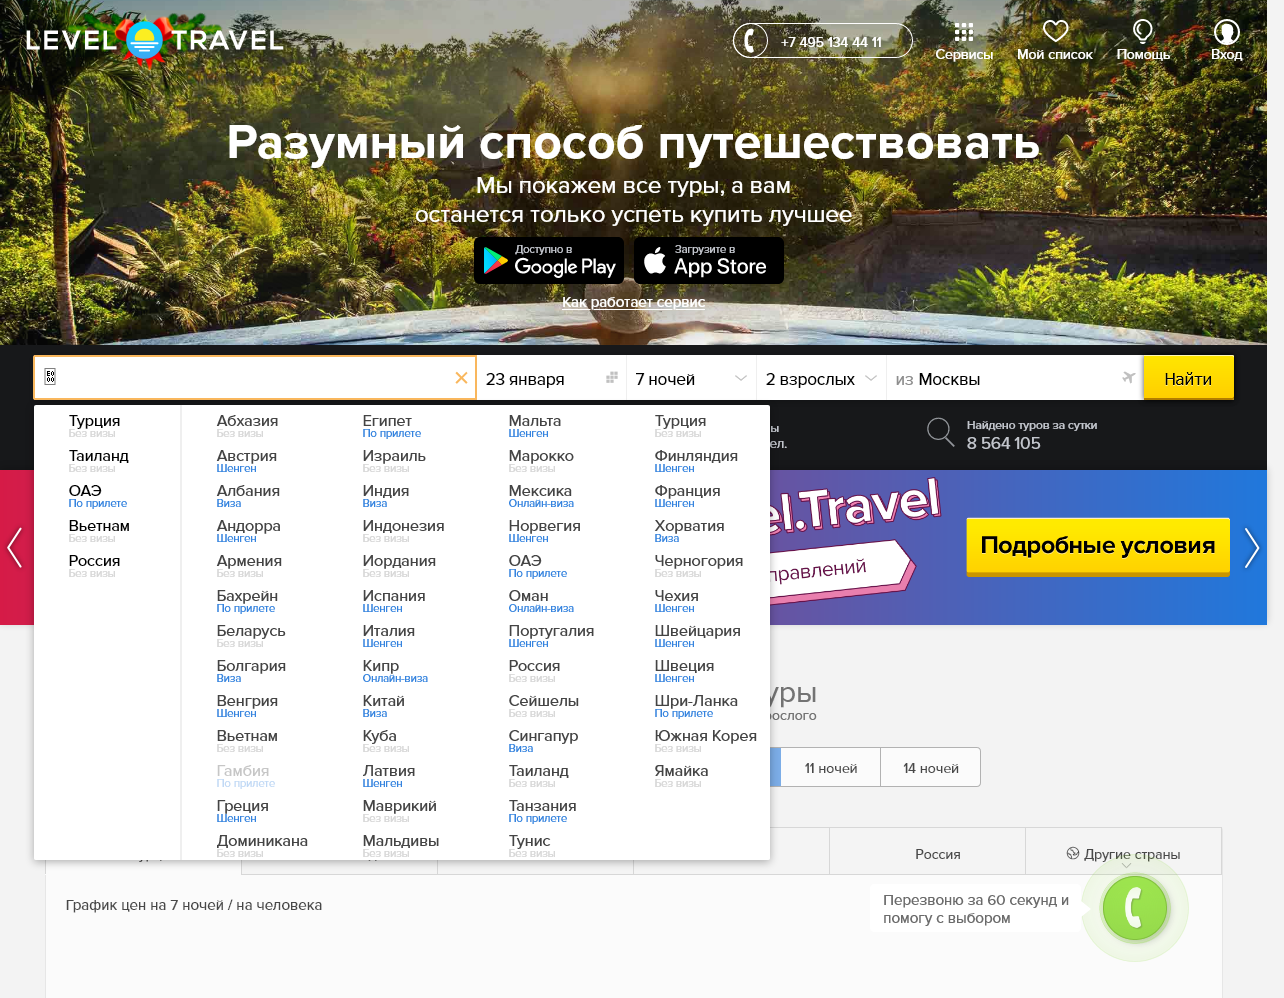 LEVEL TRAVEL
+7 495 134 44 11
Сервисы
Мой список
Помощь
Вход
Разумный способ путешествовать
Мы покажем все туры, а вам
останется только успеть купить лучшее
Доступно в
Google Play
Загрузите в
App Store
Как работает сервис
23 января
7 ночей
2 взрослых
из Москвы
Найти
Турция
Без визы
Таиланд
Без визы
ОАЭ
По прилете
Вьетнам
Без визы
Россия
Без визы
Абхазия
Без визы
Австрия
Шенген
Албания
Виза
Андорра
Шенген
Армения
Без визы
Бахрейн
По прилете
Беларусь
Без визы
Болгария
Виза
Венгрия
Шенген
Вьетнам
Без визы
Гамбия
По прилете
Греция
Шенген
Доминикана
Без визы
Египет
По прилете
Израиль
Без визы
Индия
Виза
Индонезия
Без визы
Иордания
Без визы
Испания
Шенген
Италия
Шенген
Кипр
Онлайн-виза
Китай
Виза
Куба
Без визы
Латвия
Шенген
Маврикий
Без визы
Мальдивы
Без визы
Мальта
Шенген
Марокко
Без визы
Мексика
Онлайн-виза
Норвегия
Шенген
ОАЭ
По прилете
Оман
Онлайн-виза
Португалия
Шенген
Россия
Без визы
Сейшелы
Без визы
Сингапур
Виза
Таиланд
Без визы
Танзания
По прилете
Тунис
Без визы
Турция
Без визы
Финляндия
Шенген
Франция
Шенген
Хорватия
Виза
Черногория
Без визы
Чехия
Шенген
Швейцария
Шенген
Швеция
Шенген
Шри-Ланка
По прилете
Южная Корея
Без визы
Ямайка
Без визы
ы
ел.
Найдено туров за сутки
8 564 105
el.Travel
правлений
Подробные условия
уры
рослого
11 ночей
14 ночей
Россия
Другие страны
График цен на 7 ночей / на человека
Перезвоню за 60 секунд и
помогу с выбором